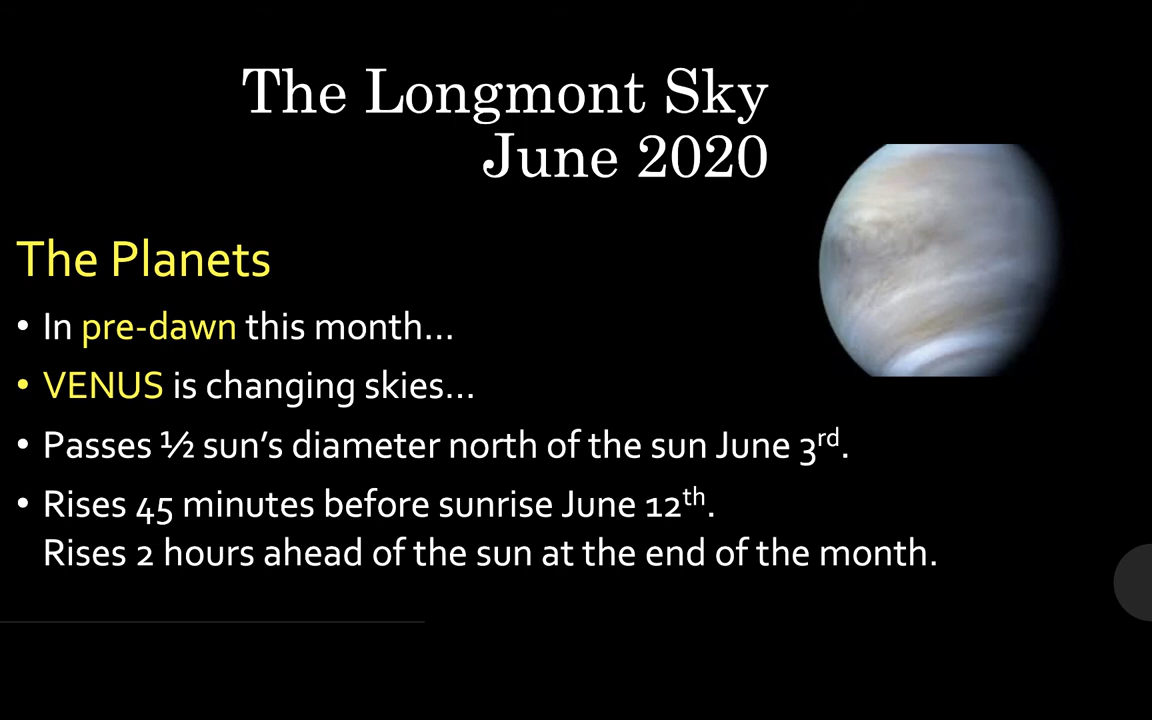 The Longmont Sky
June 2020
The Planets
• In pre-dawn this month...
• VENUS is changing skies...
• Passes ½ sun's diameter north of the sun June 3rd.
• Rises 45 minutes before sunrise June 12th.
Rises 2 hours ahead of the sun at the end of the month.